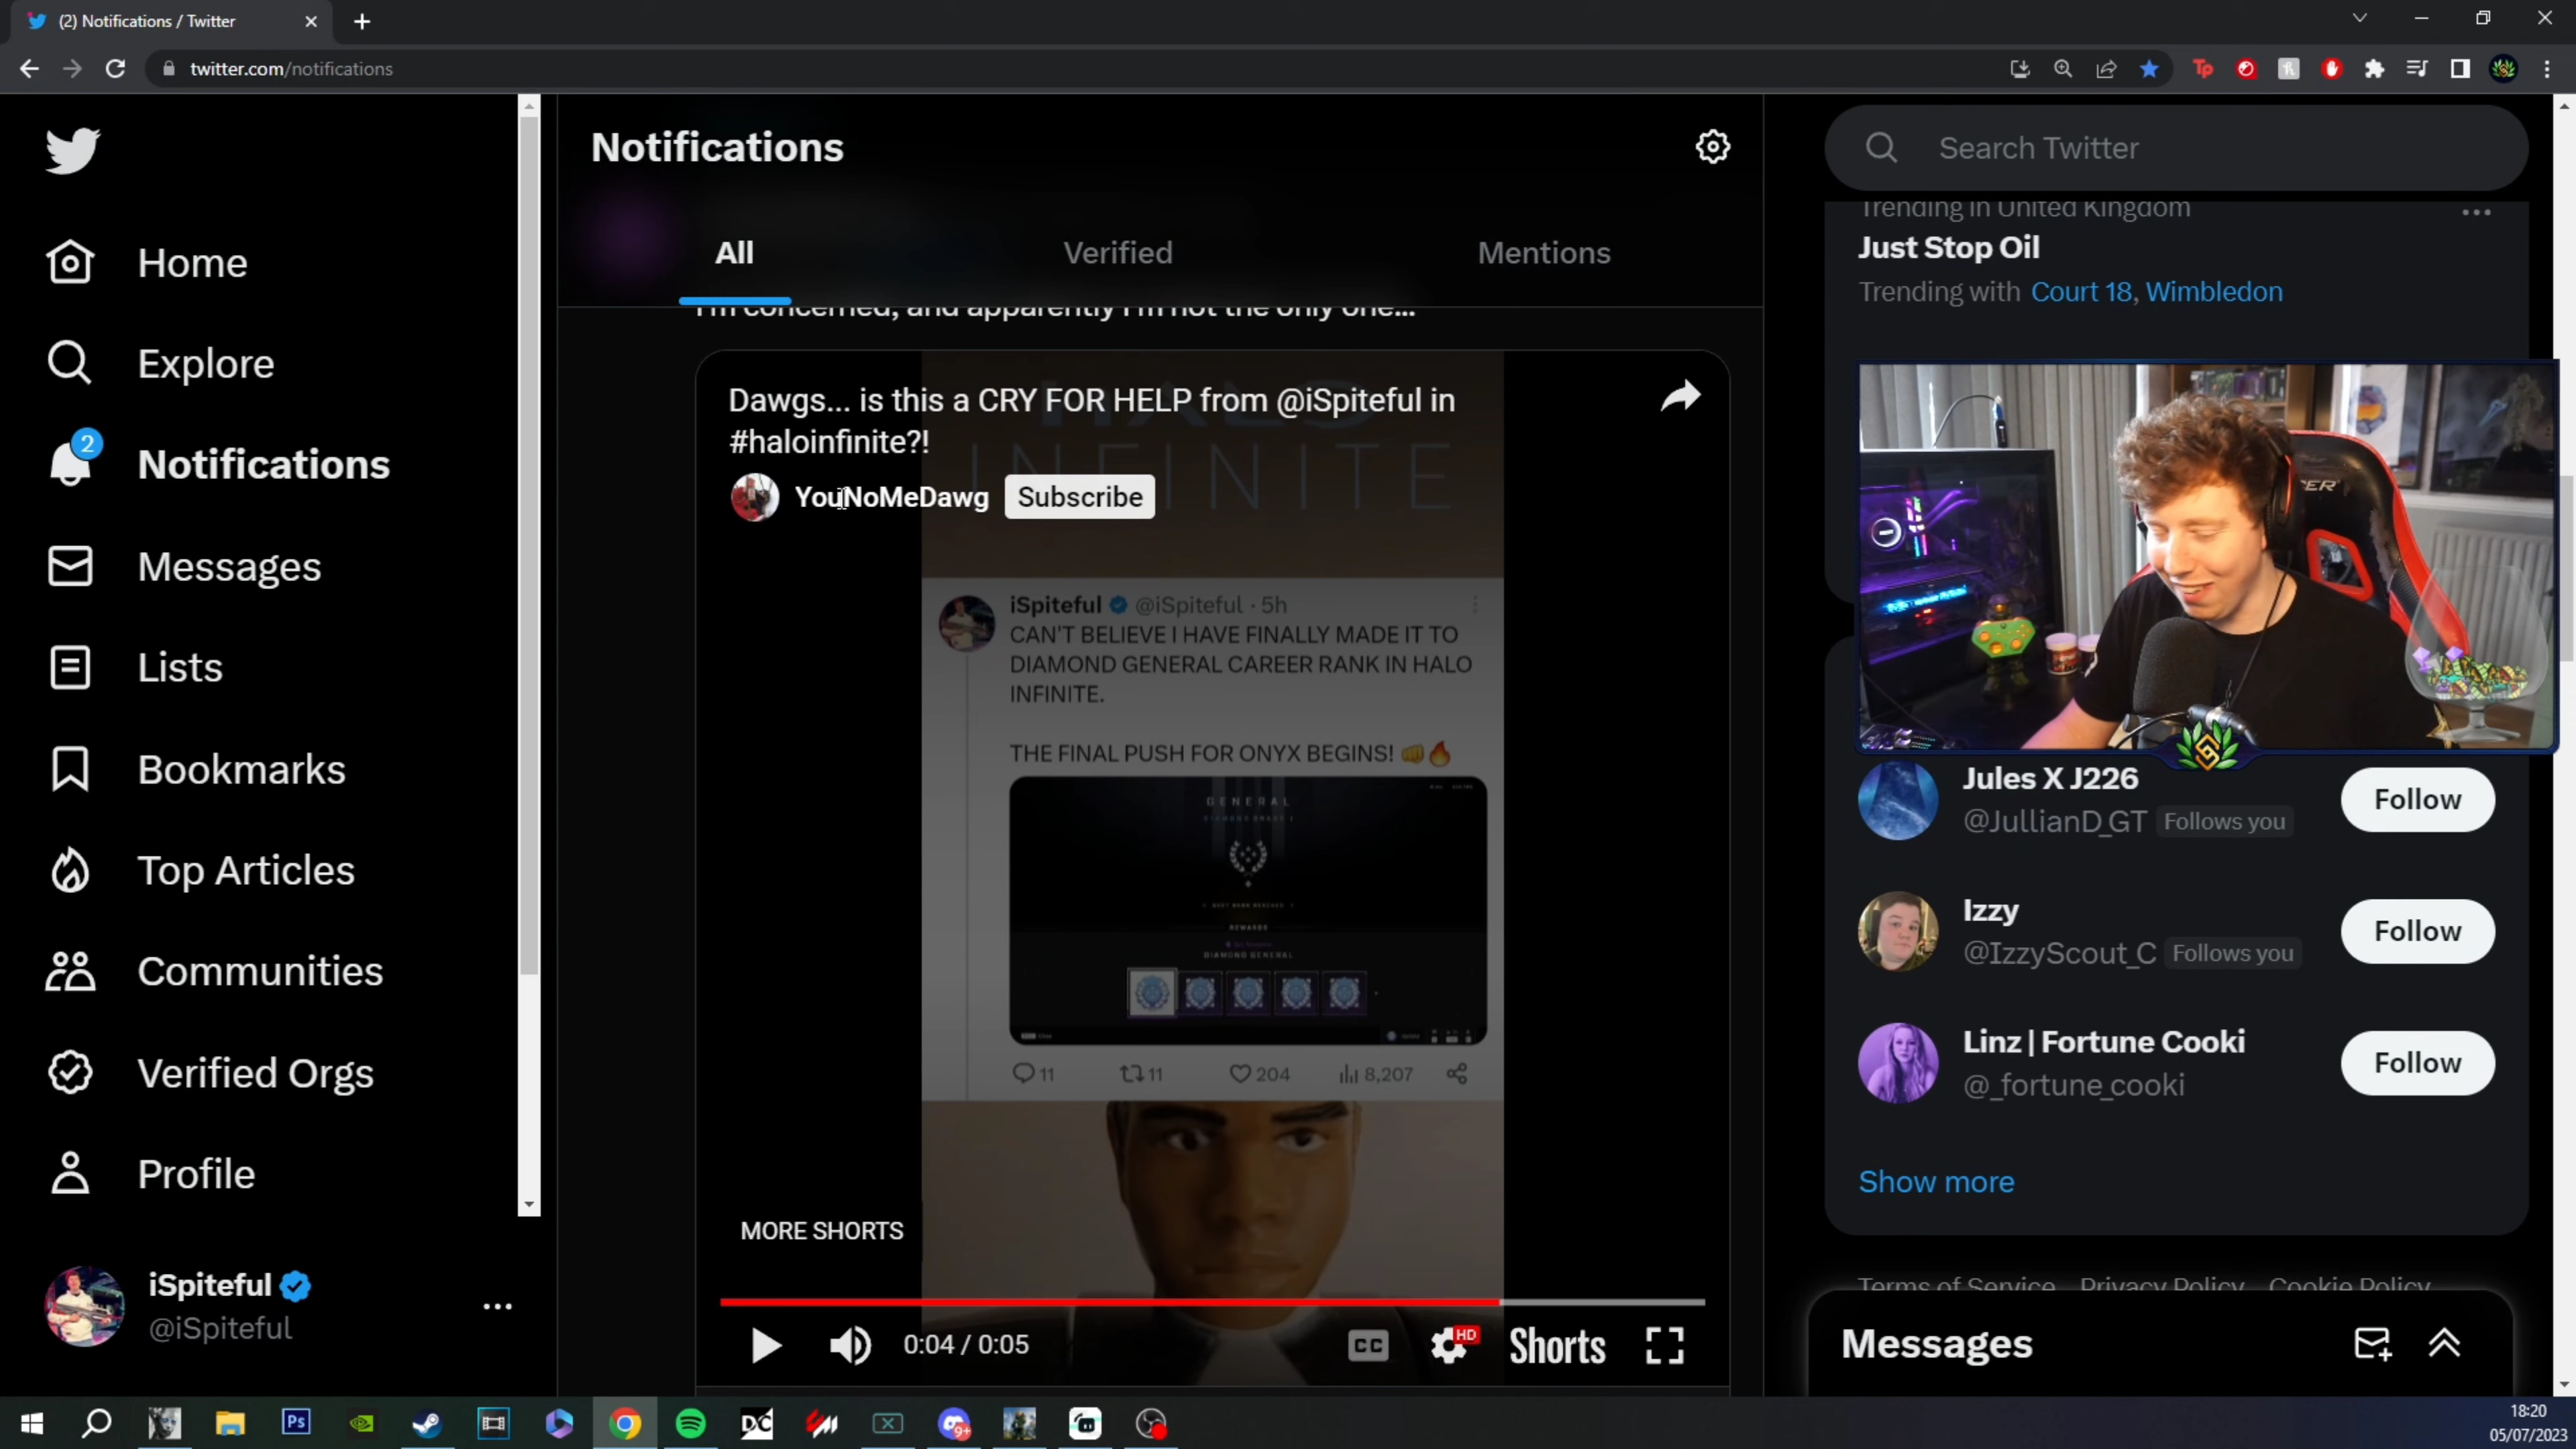 (2) Notifications / Twitter
twitter.com/notifications
Home
Explore
2
Notifications
Messages
Lists
Bookmarks
Top Articles
Communities
Verified Orgs
Profile
iSpiteful
@iSpiteful
Notifications
All
Verified
Mentions
I'm concerned, and apparently I'm not the only one...
Dawgs... is this a CRY FOR HELP from @iSpiteful in
#haloinfinite?!
YouNoMeDawg
Subscribe
INFINITE
iSpiteful @iSpiteful · 5h
CAN'T BELIEVE I HAVE FINALLY MADE IT TO
DIAMOND GENERAL CAREER RANK IN HALO
INFINITE.
THE FINAL PUSH FOR ONYX BEGINS!
GENERAL
REWARDS
DIAMOND GENERAL
11
11
204
8,207
MORE SHORTS
0:04 / 0:05
CC
HD
Shorts
Search Twitter
Trending in United Kingdom
Just Stop Oil
Trending with Court 18, Wimbledon
Jules X J226
@JullianD_GT Follows you
Follow
Izzy
@IzzyScout_C Follows you
Follow
Linz | Fortune Cooki
@_fortune_cooki
Follow
Show more
Terms of Service Privacy Policy Cookie Policy
Messages
Ps
DC
9+
18:20
05/07/2023